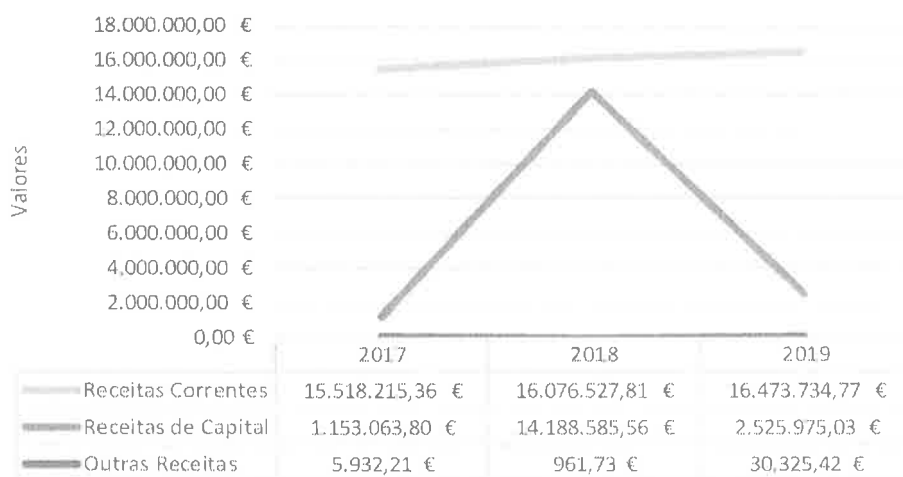 18.000.000,00 €
16.000.000,00 €
14.000.000,00 €
12.000.000,00 €
10.000.000,00 €
8.000.000,00 €
6.000.000,00 €
4.000.000,00 €
2.000.000,00 €
0,00 €
Valores
2017 2018 2019
Receitas Correntes 15.518.215,36 € 16.076.527,81 € 16.473.734,77 €
Receitas de Capital 1.153.063,80 € 14.188.585,56 € 2.525.975,03 €
Outras Receitas 5.932,21 € 961,73 € 30,325,42 €